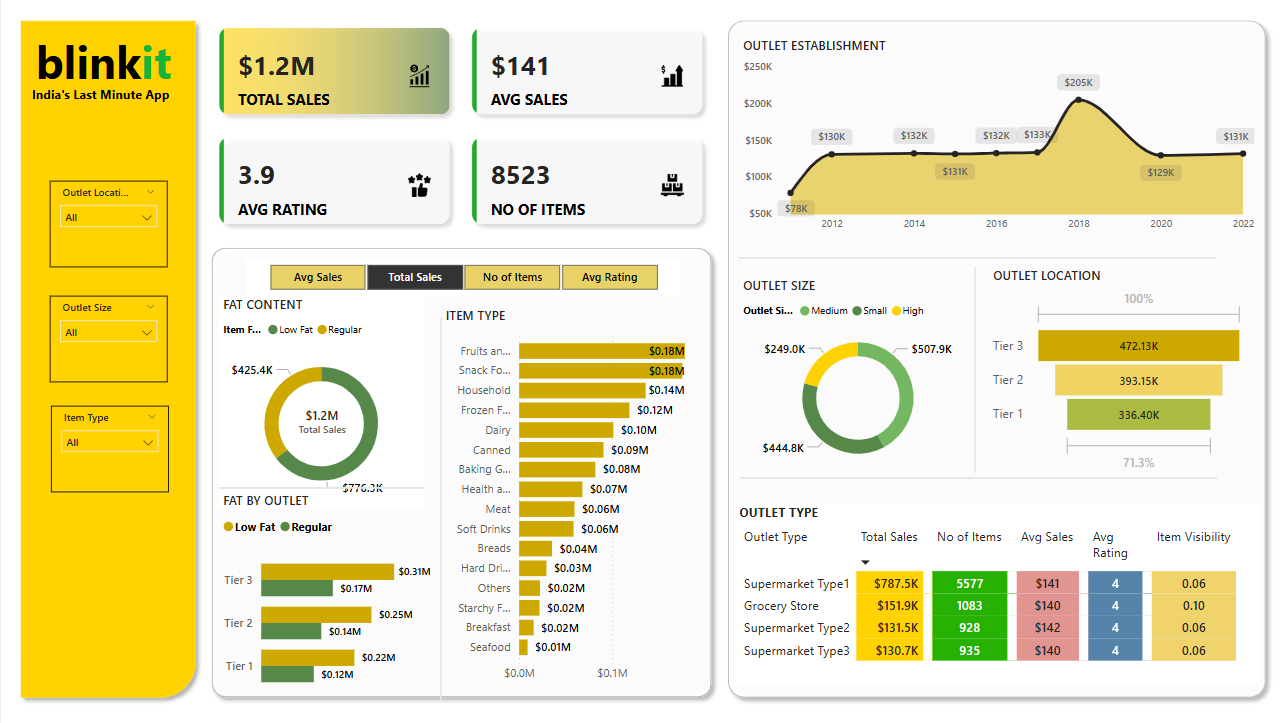 blinkit
India's Last Minute App
Outlet Locati...
All
Outlet Size
All
Item Type
All
$1.2M
TOTAL SALES
$141
AVG SALES
3.9
AVG RATING
8523
NO OF ITEMS
Avg Sales
Total Sales
No of Items
Avg Rating
FAT CONTENT
Item F...
Low Fat
Regular
$425.4K
$1.2M
Total Sales
$776.3K
FAT BY OUTLET
Low Fat
Regular
Tier 3
$0.31M
$0.17M
Tier 2
$0.25M
$0.14M
Tier 1
$0.22M
$0.12M
ITEM TYPE
Fruits an... $0.18M
Snack Fo... $0.18M
Household $0.14M
Frozen F... $0.12M
Dairy $0.10M
Canned $0.09M
Baking G... $0.08M
Health a... $0.07M
Meat $0.06M
Soft Drinks $0.06M
Breads $0.04M
Hard Dri... $0.03M
Others $0.02M
Starchy F... $0.02M
Breakfast $0.02M
Seafood $0.01M
$0.0M $0.1M
OUTLET ESTABLISHMENT
$250K
$200K
$150K
$100K
$50K
$78K
$130K
$132K
$131K
$132K
$133K
$205K
$129K
$131K
2012 2014 2016 2018 2020 2022
OUTLET SIZE
Outlet Si... Medium Small High
$249.0K
$507.9K
$444.8K
OUTLET LOCATION
100%
Tier 3 472.13K
Tier 2 393.15K
Tier 1 336.40K
71.3%
OUTLET TYPE
Outlet Type Total Sales No of Items Avg Sales Avg Rating Item Visibility
Supermarket Type1 $787.5K 5577 $141 4 0.06
Grocery Store $151.9K 1083 $140 4 0.10
Supermarket Type2 $131.5K 928 $142 4 0.06
Supermarket Type3 $130.7K 935 $140 4 0.06